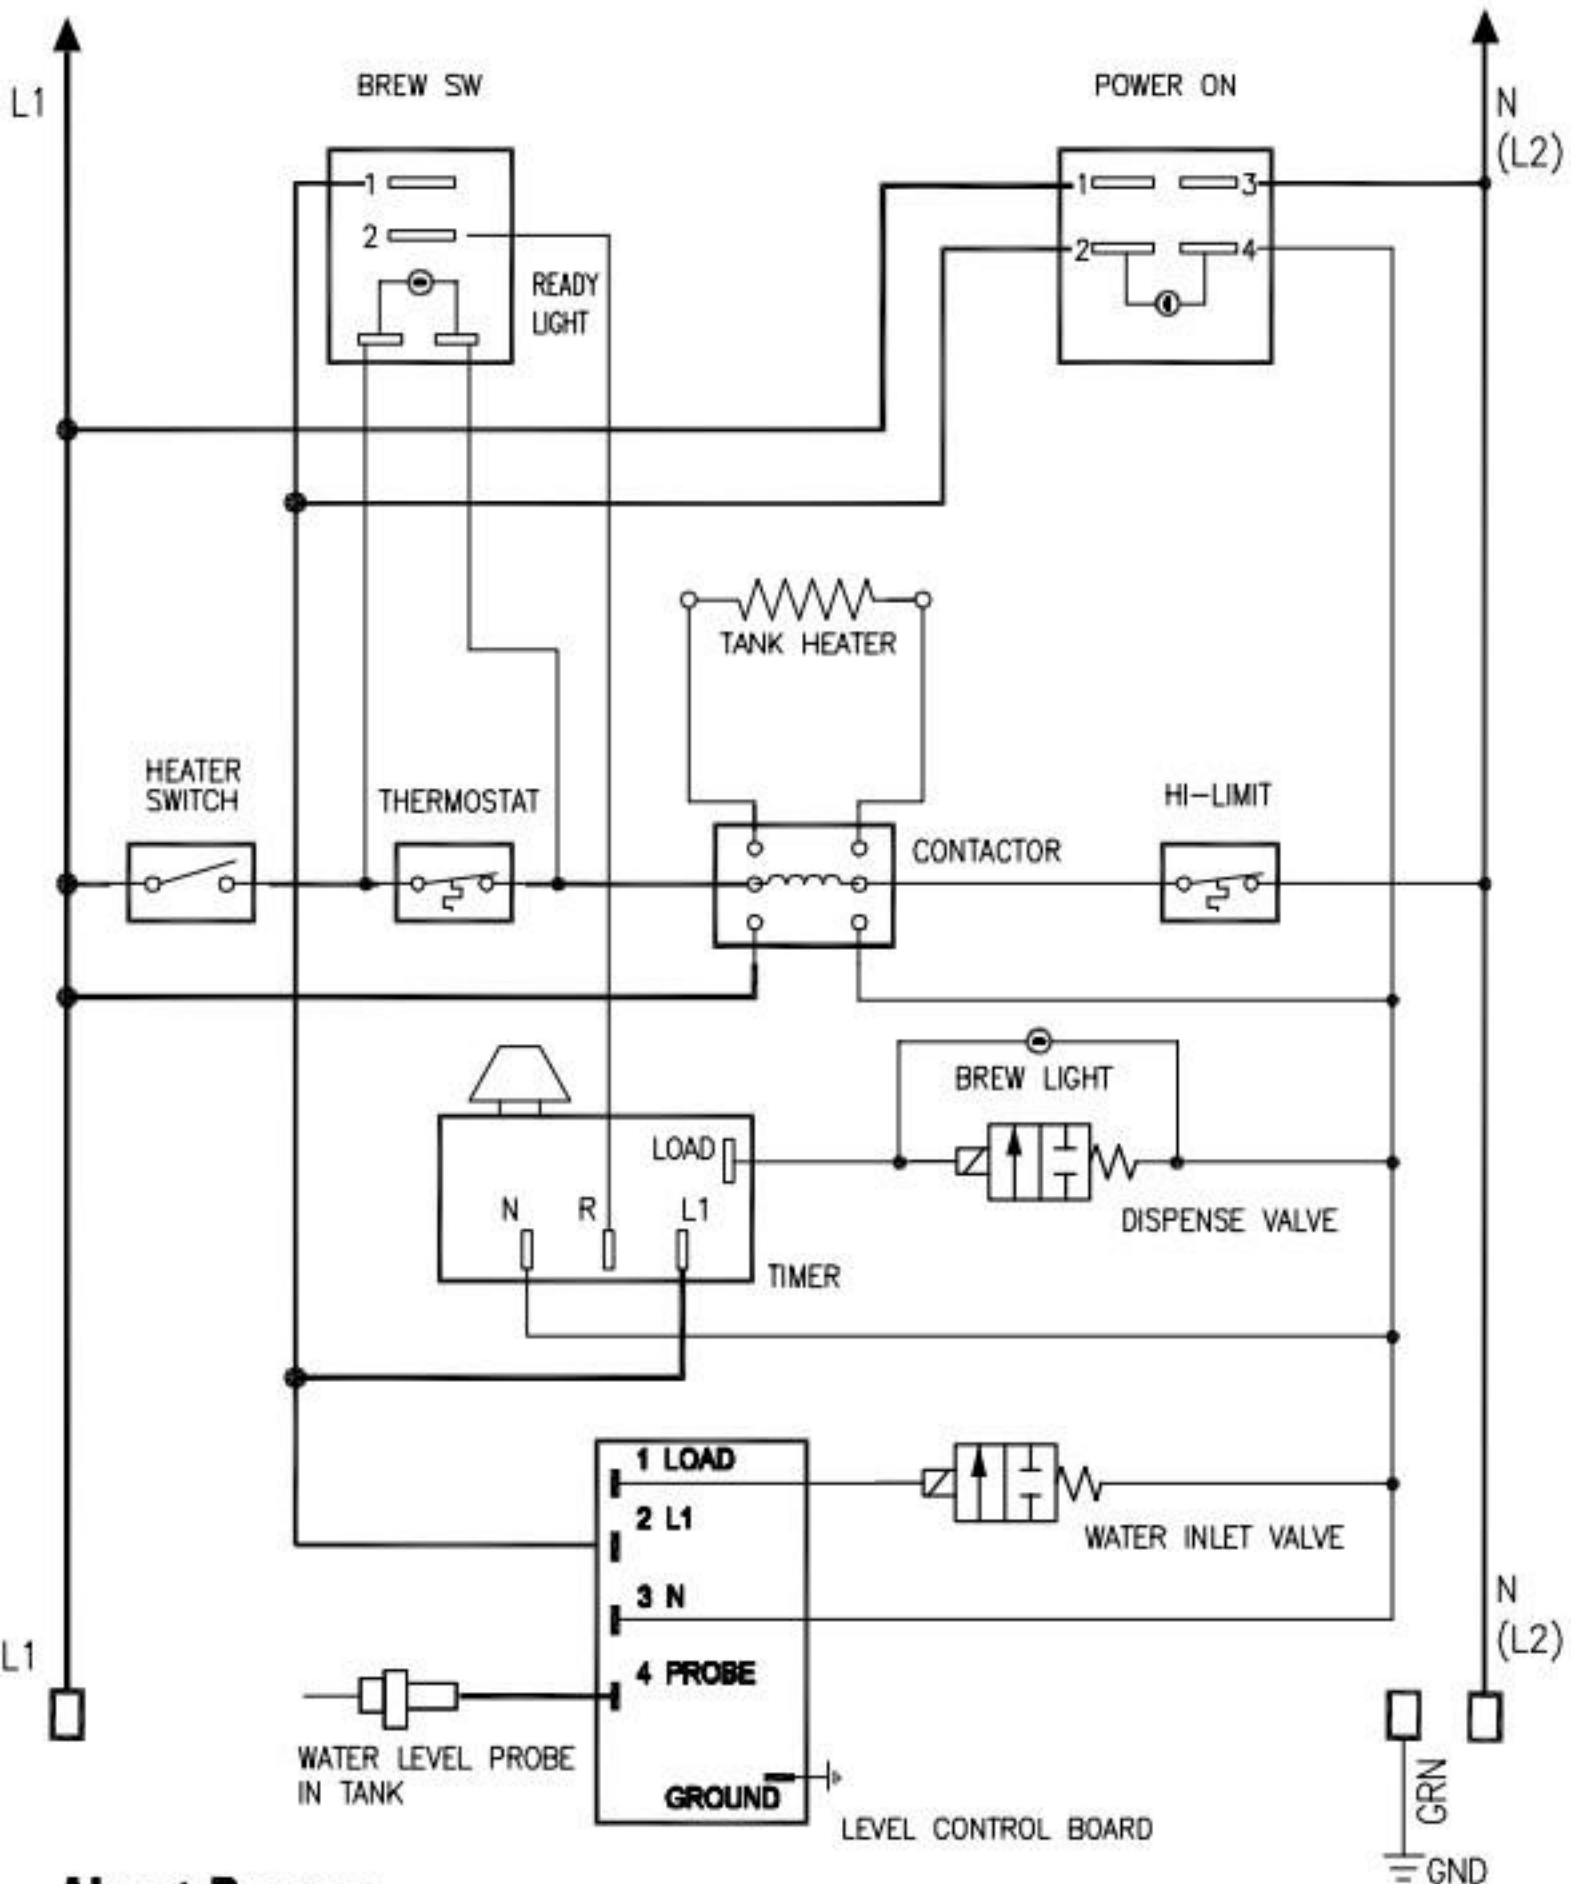 L1
BREW SW
POWER ON
N
(L2)
1
2
READY
LIGHT
1
3
2
4
TANK HEATER
HEATER
SWITCH
THERMOSTAT
CONTACTOR
HI-LIMIT
BREW LIGHT
LOAD
N
R
L1
TIMER
DISPENSE VALVE
1 LOAD
2 L1
3 N
4 PROBE
GROUND
WATER INLET VALVE
N
(L2)
L1
WATER LEVEL PROBE
IN TANK
LEVEL CONTROL BOARD
GRN
GND